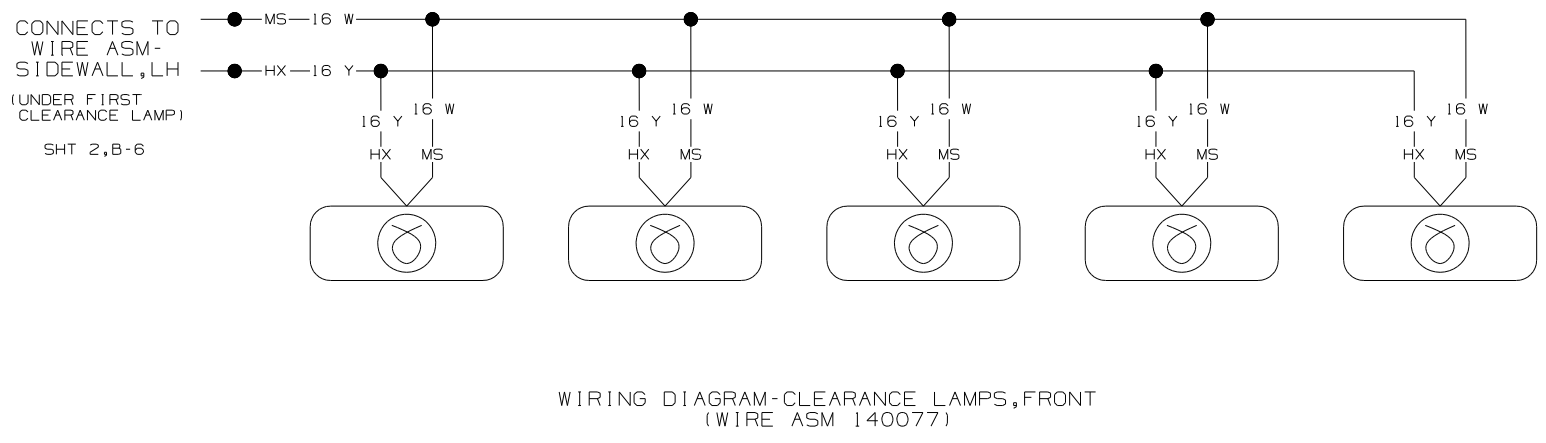 CONNECTS TO
WIRE ASM-
SIDEWALL,LH
(UNDER FIRST
CLEARANCE LAMP)
SHT 2,B-6
MS 16 W
HX 16 Y
16 Y 16 W 16 Y 16 W 16 Y 16 W 16 Y 16 W 16 Y 16 W
HX MS HX MS HX MS HX MS HX MS
WIRING DIAGRAM-CLEARANCE LAMPS,FRONT
(WIRE ASM 140077)